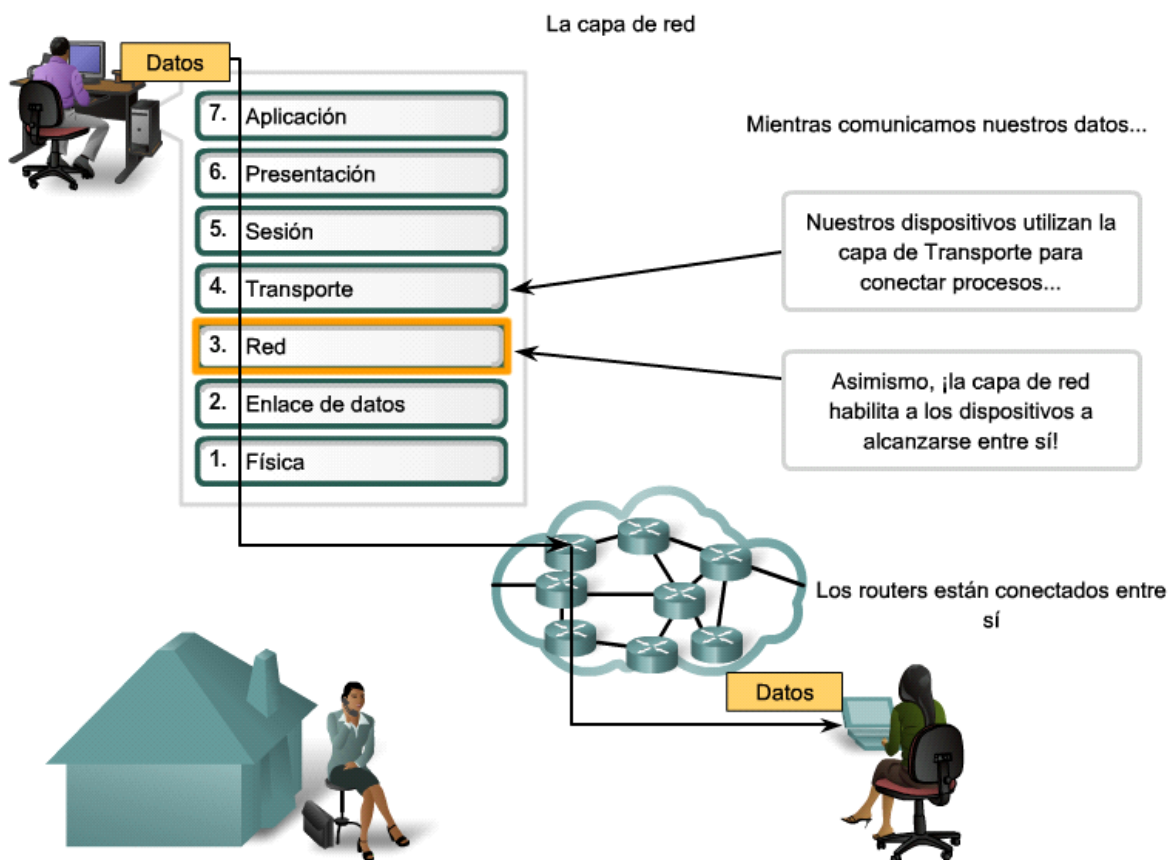 La capa de red
Datos
7. Aplicación
6. Presentación
5. Sesión
4. Transporte
3. Red
2. Enlace de datos
1. Física
Mientras comunicamos nuestros datos...
Nuestros dispositivos utilizan la
capa de Transporte para
conectar procesos...
Asimismo, ¡la capa de red
habilita a los dispositivos a
alcanzarse entre sí!
Los routers están conectados entre
sí
Datos